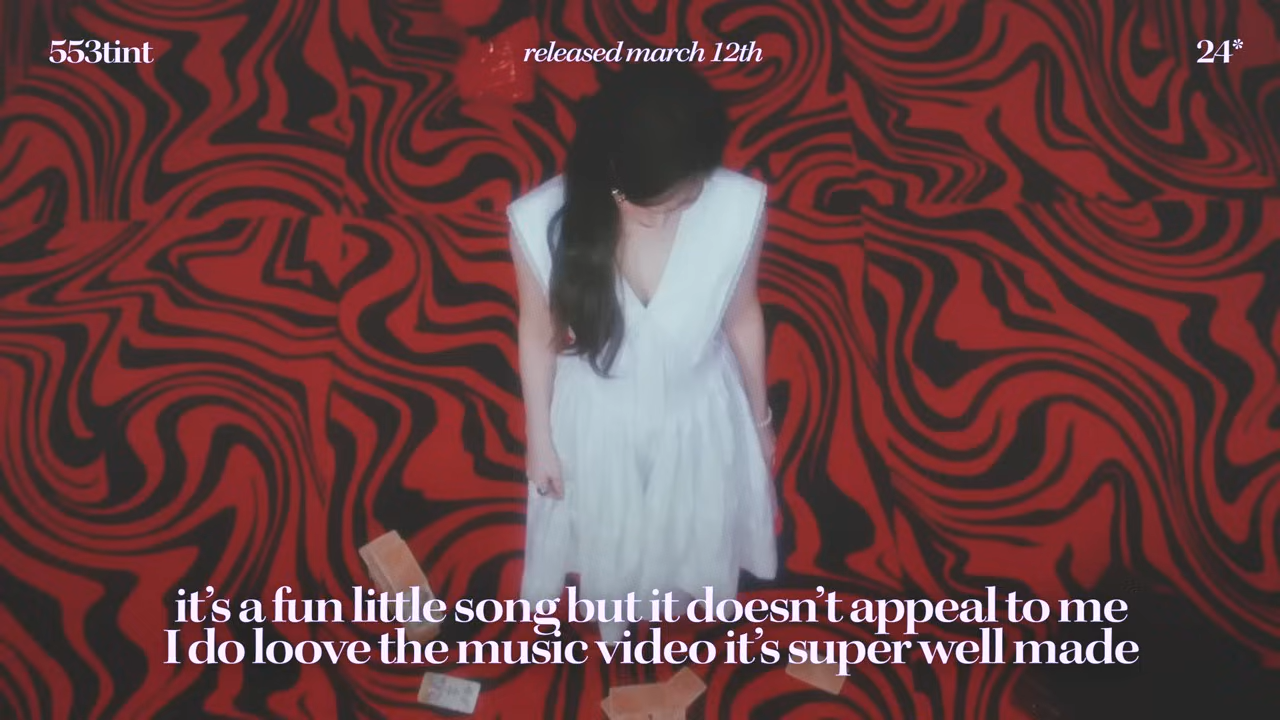 553tint
released march 12th
24*
it's a fun little song but it doesn't appeal to me
I do loove the music video it's super well made